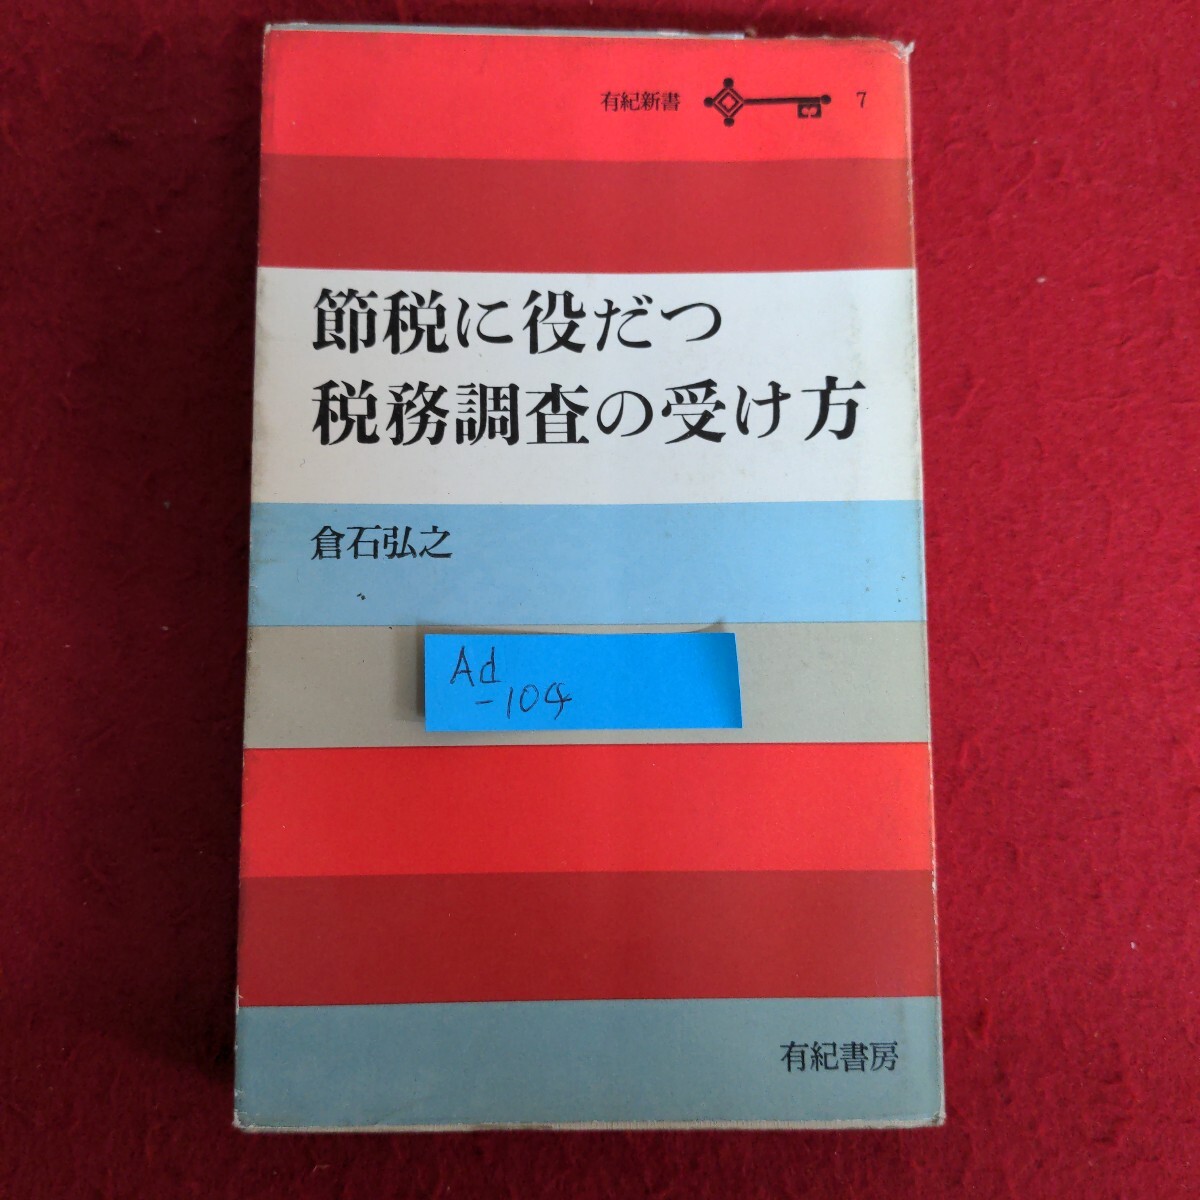 有紀新書 7
節税に役だつ
税務調査の受け方
倉石弘之
Ad
-104
有紀書房